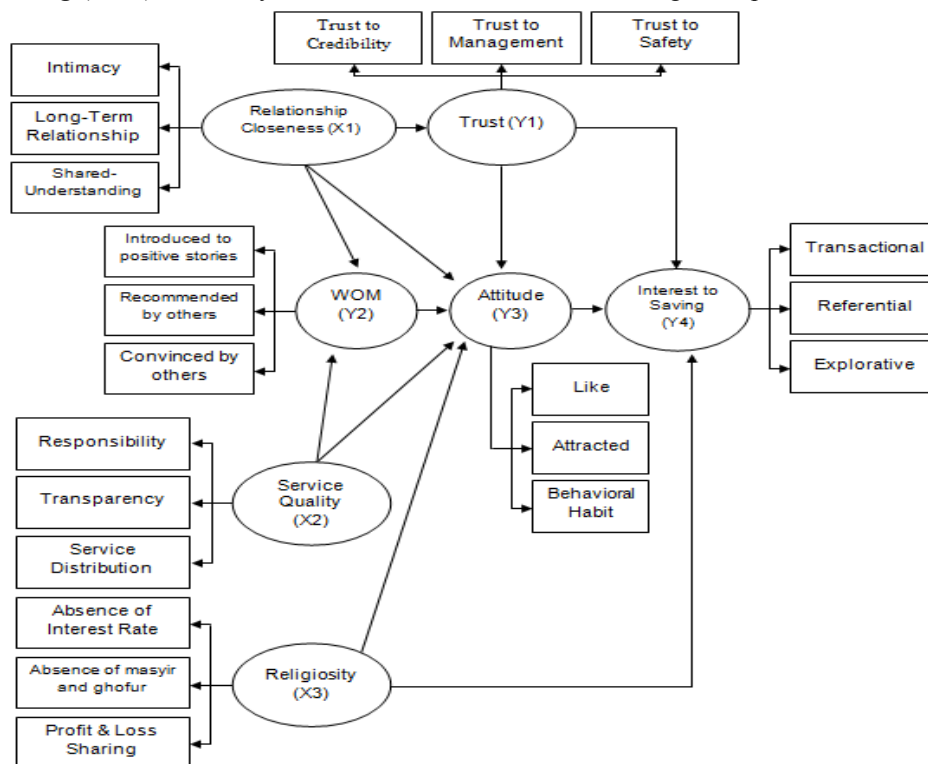 Trust to
Credibility
Trust to
Management
Trust to
Safety
Intimacy
Long-Term
Relationship
Shared-
Understanding
Relationship
Closeness (X1)
Trust (Y1)
Introduced to
positive stories
Recommended
by others
Convinced by
others
WOM
(Y2)
Attitude
(Y3)
Interest to
Saving
(Y4)
Transactional
Referential
Explorative
Like
Attracted
Behavioral
Habit
Responsibility
Transparency
Service
Distribution
Service
Quality
(X2)
Absence of
Interest Rate
Absence of masyir
and ghofur
Profit & Loss
Sharing
Religiosity
(X3)